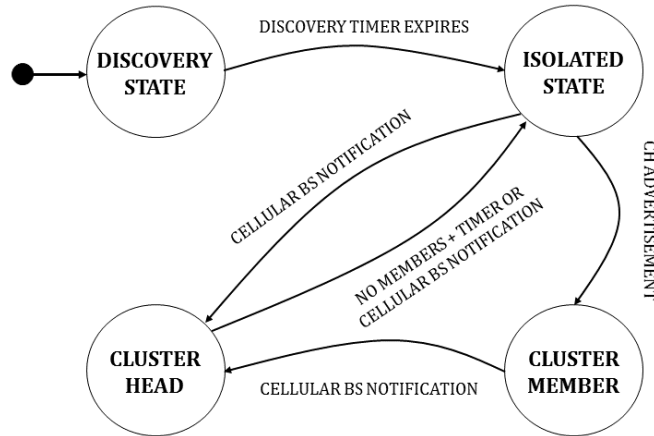 DISCOVERY TIMER EXPIRES
DISCOVERY
STATE
ISOLATED
STATE
CELLULAR BS NOTIFICATION
NO MEMBERS + TIMER OR
CELLULAR BS NOTIFICATION
CH ADVERTISEMENT
CLUSTER
HEAD
CELLULAR BS NOTIFICATION
CLUSTER
MEMBER